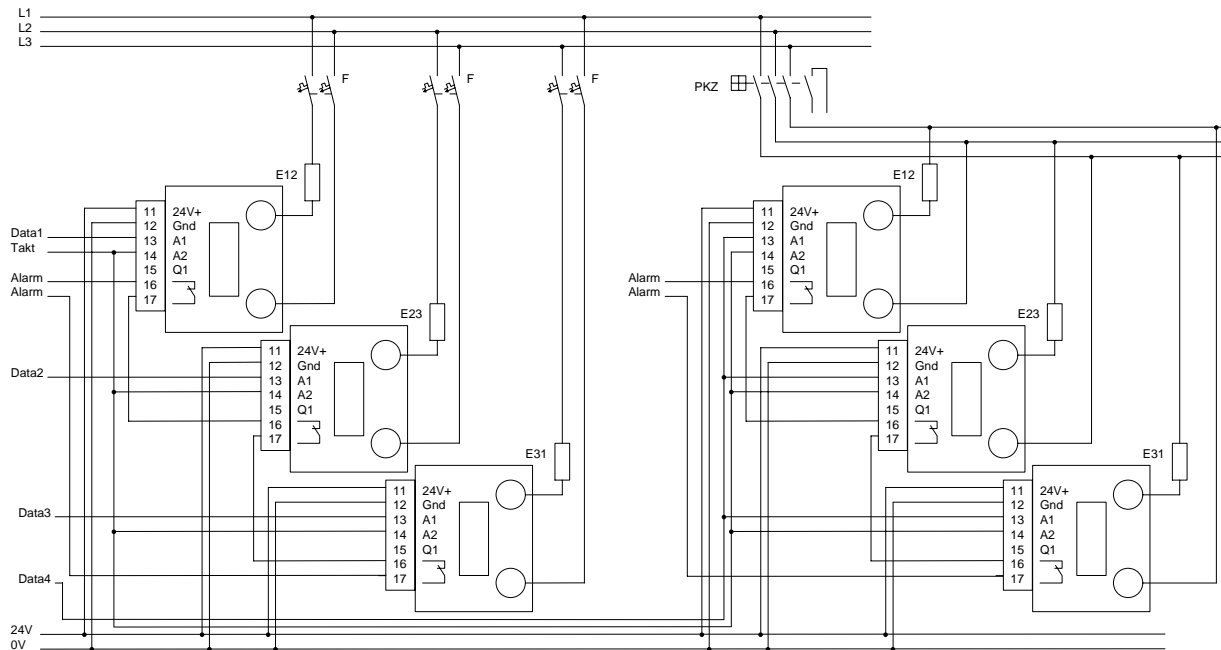 L1
L2
L3
F
F
F
PKZ
E12
E12
11 24V+
12 Gnd
13 A1
14 A2
15 Q1
16
17
11 24V+
12 Gnd
13 A1
14 A2
15 Q1
16
17
Data1
Takt
Alarm
Alarm
Alarm
Alarm
E23
E23
11 24V+
12 Gnd
13 A1
14 A2
15 Q1
16
17
11 24V+
12 Gnd
13 A1
14 A2
15 Q1
16
17
Data2
E31
E31
11 24V+
12 Gnd
13 A1
14 A2
15 Q1
16
17
11 24V+
12 Gnd
13 A1
14 A2
15 Q1
16
17
Data3
Data4
24V
0V